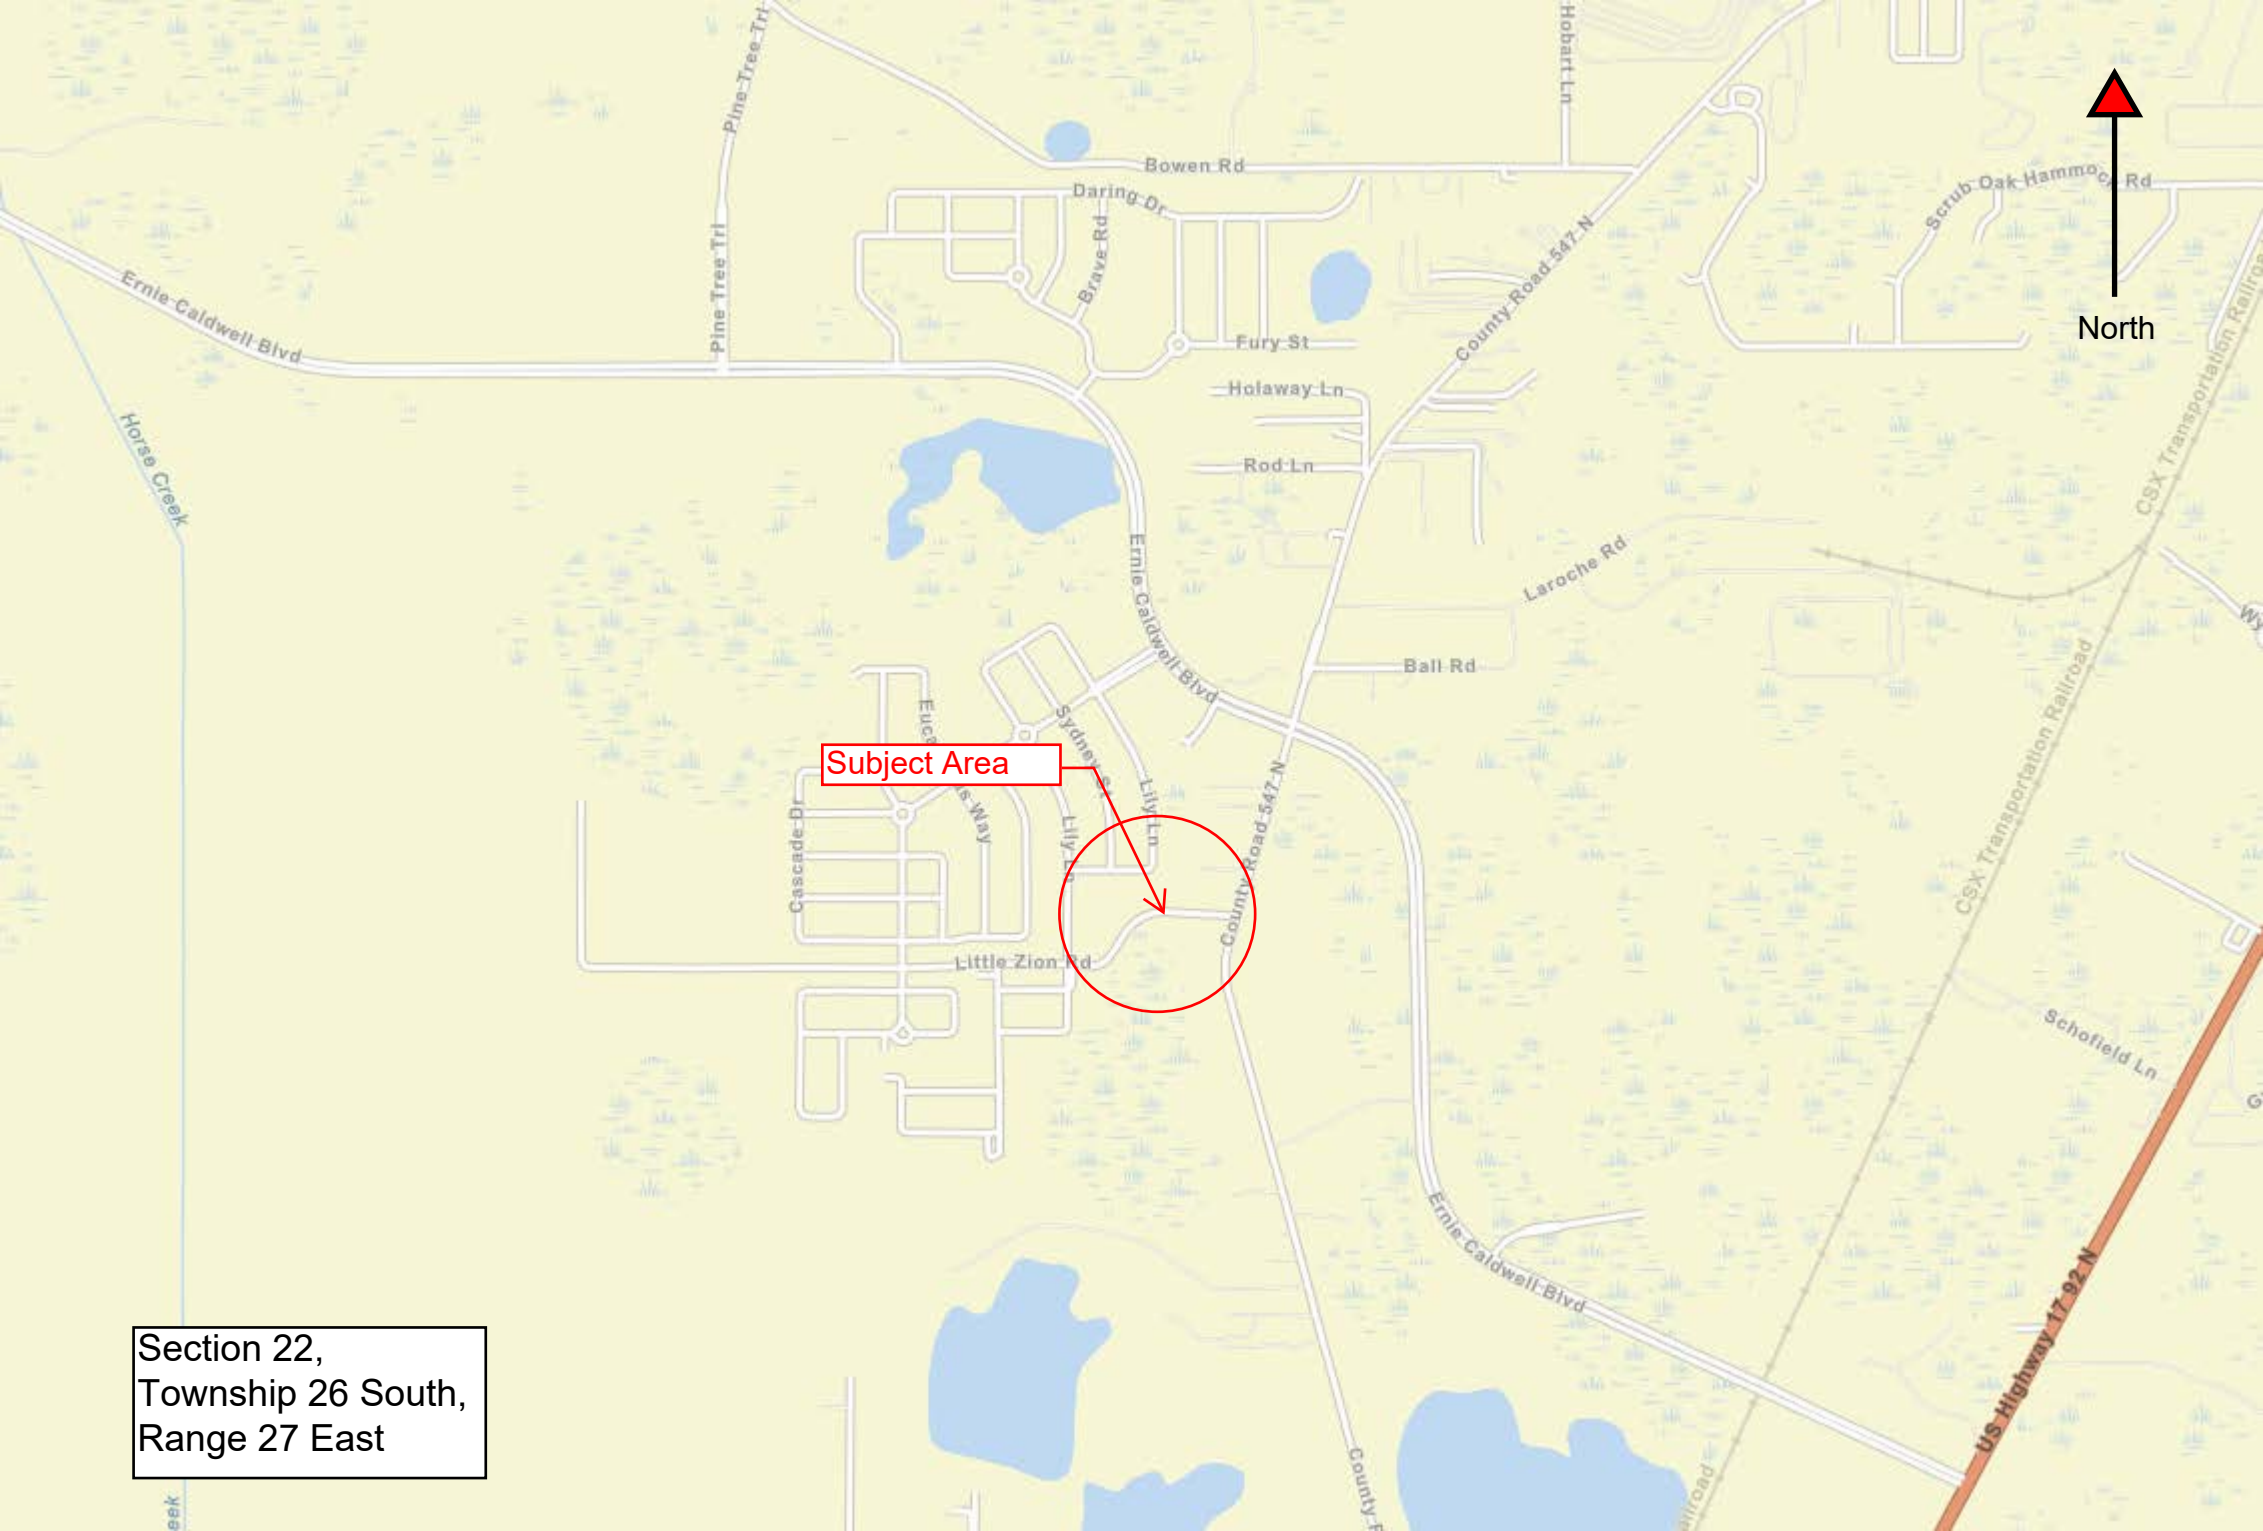 Pine Tree Trl
Hobart Ln
Bowen Rd
Daring Dr
Scrub Oak Hammock Rd
Brave Rd
County Road 547 N
Pine Tree Trl
Ernie Caldwell Blvd
North
Fury St
Holaway Ln
Rod Ln
Horse Creek
CSX Transportation Railroad
Laroche Rd
Ernie Caldwell Blvd
Ball Rd
CSX Transportation Railroad
Sydney St
Subject Area
Lily Ln
Way
Lily Ln
Cascade Dr
County Road 547 N
Little Zion Rd
Schofield Ln
Ernie Caldwell Blvd
US Highway 17 92 N
Section 22,
Township 26 South,
Range 27 East
County